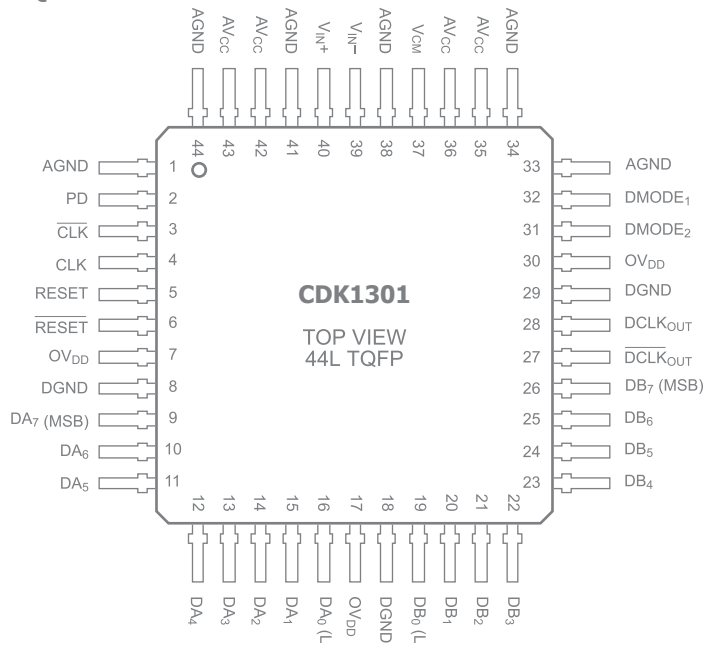 AGND
AVCC
AVCC
AGND
VIN+
VIN–
AGND
VCM
AVCC
AVCC
AGND
44
43
42
41
40
39
38
37
36
35
34
AGND 1
PD 2
CLK 3
CLK 4
RESET 5
RESET 6
OVDD 7
DGND 8
DA7 (MSB) 9
DA6 10
DA5 11
CDK1301
TOP VIEW
44L TQFP
33 AGND
32 DMODE1
31 DMODE2
30 OVDD
29 DGND
28 DCLKOUT
27 DCLKOUT
26 DB7 (MSB)
25 DB6
24 DB5
23 DB4
12
13
14
15
16
17
18
19
20
21
22
DA4
DA3
DA2
DA1
DA0 (L
OVDD
DGND
DB0 (L
DB1
DB2
DB3